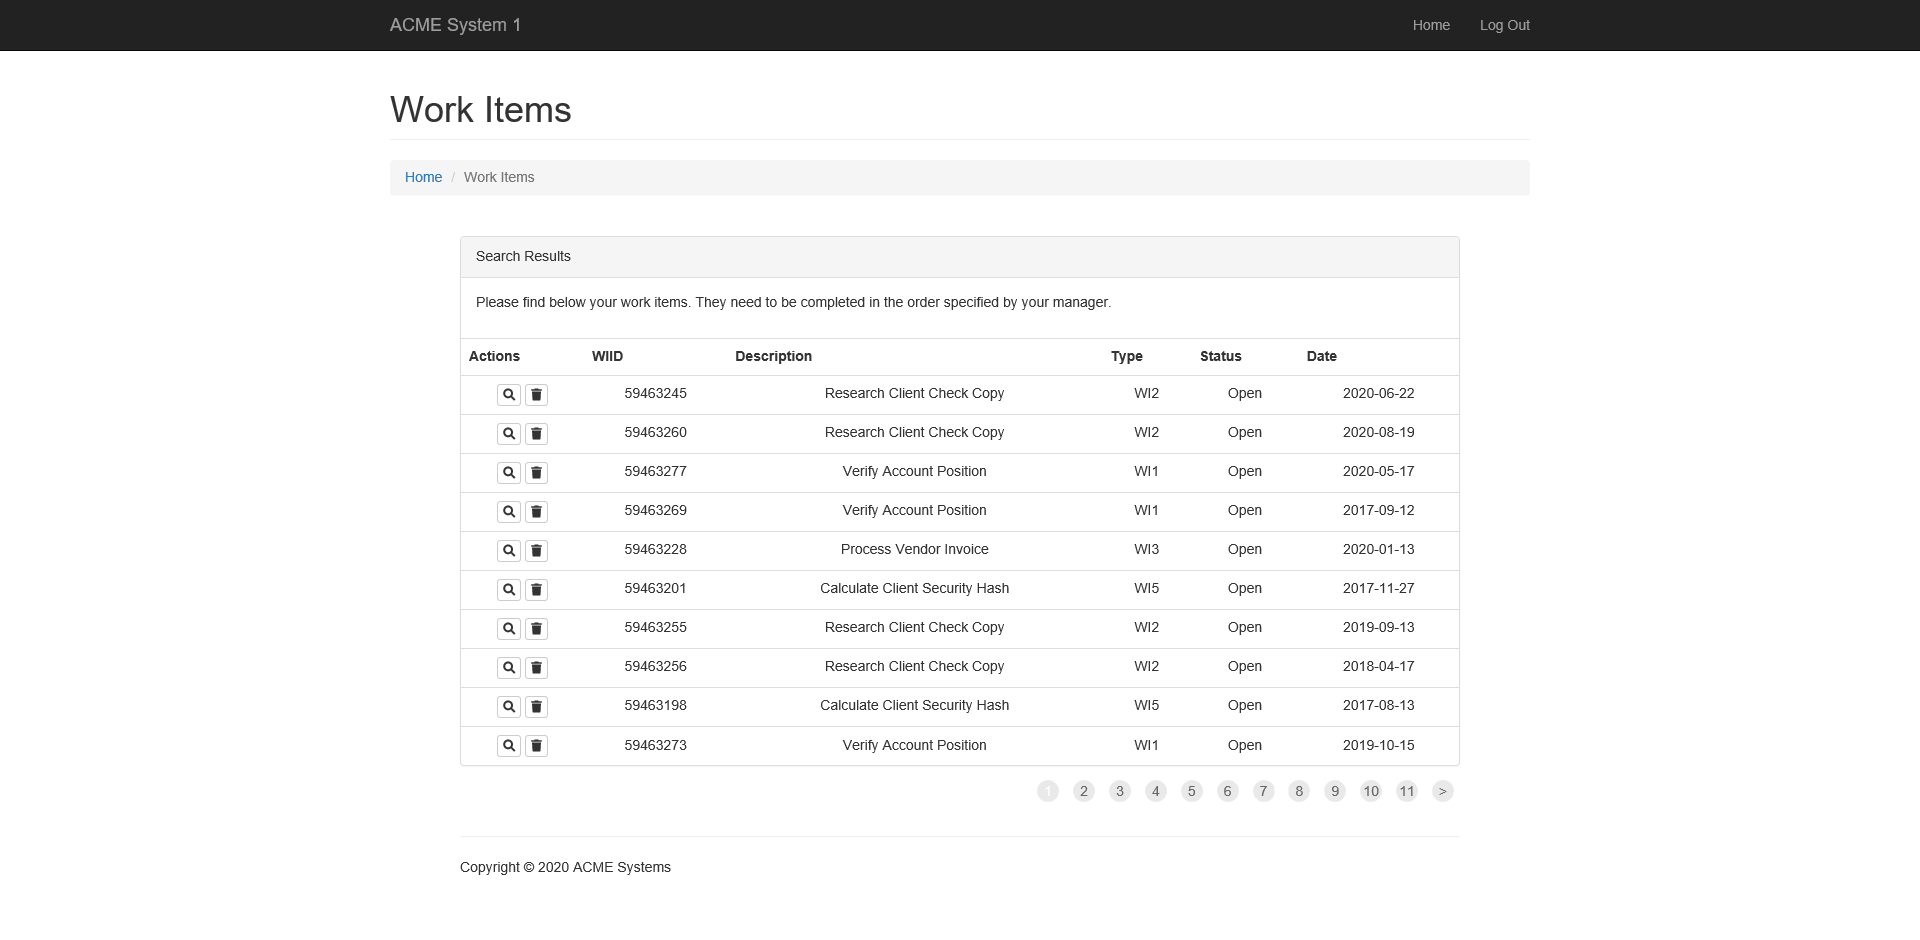 ACME System 1 Home Log Out
Work Items
Home / Work Items
Search Results
Please find below your work items. They need to be completed in the order specified by your manager.
Actions WIID Description Type Status Date
59463245 Research Client Check Copy WI2 Open 2020-06-22
59463260 Research Client Check Copy WI2 Open 2020-08-19
59463277 Verify Account Position WI1 Open 2020-05-17
59463269 Verify Account Position WI1 Open 2017-09-12
59463228 Process Vendor Invoice WI3 Open 2020-01-13
59463201 Calculate Client Security Hash WI5 Open 2017-11-27
59463255 Research Client Check Copy WI2 Open 2019-09-13
59463256 Research Client Check Copy WI2 Open 2018-04-17
59463198 Calculate Client Security Hash WI5 Open 2017-08-13
59463273 Verify Account Position WI1 Open 2019-10-15
1 2 3 4 5 6 7 8 9 10 11 >
Copyright © 2020 ACME Systems